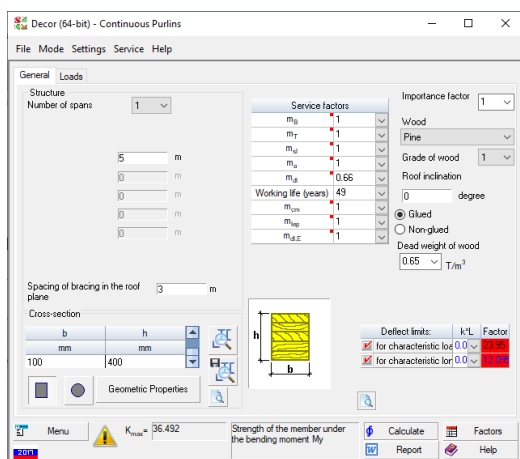 Decor (64-bit) - Continuous Purlins
File Mode Settings Service Help
General Loads
Structure
Number of spans 1
5 m
0 m
0 m
0 m
0 m
Spacing of bracing in the roof plane 3 m
Cross-section
b h
mm mm
100 400
Geometric Properties
Service factors
mB 1
mT 1
msl 1
ma 1
mdl 0.66
Working life (years) 49
mcm 1
1
mdl,E 1
h
b
Importance factor 1
Wood
Pine
Grade of wood 1
Roof inclination
0 degree
Glued
Non-glued
Dead weight of wood
0.65 T/m³
Deflect limits: k*L Factor
for characteristic loa 0.0 23.95
for characteristic lor 0.0 12.095
Menu
Kmax= 36.492
Strength of the member under
the bending moment My
Calculate Factors
Report Help
2017